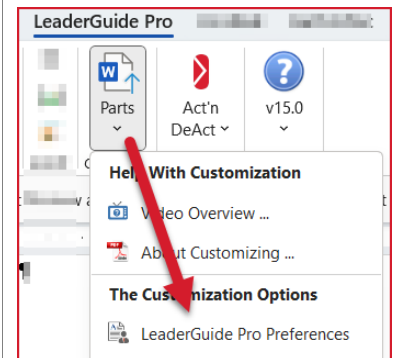 LeaderGuide Pro
W
?
Parts Act'n DeAct v15.0
Help With Customization
Video Overview ...
About Customizing ...
The Customization Options
LeaderGuide Pro Preferences